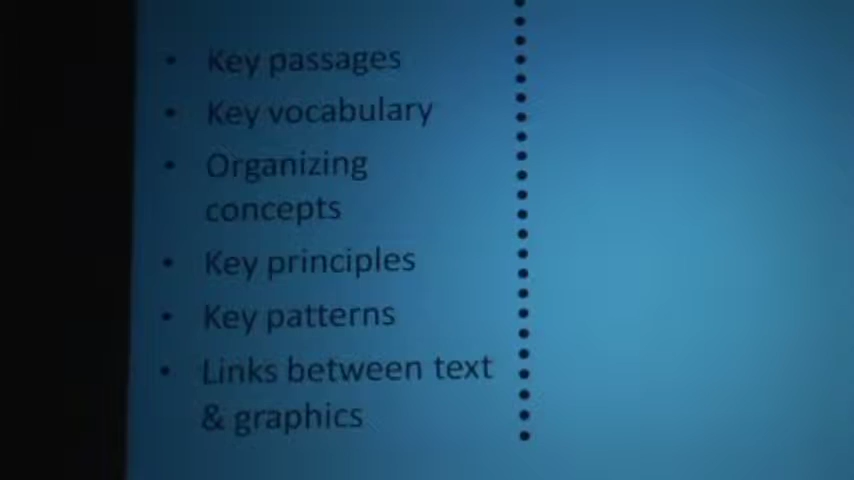 • Key passages
• Key vocabulary
• Organizing
concepts
• Key principles
• Key patterns
• Links between text
& graphics